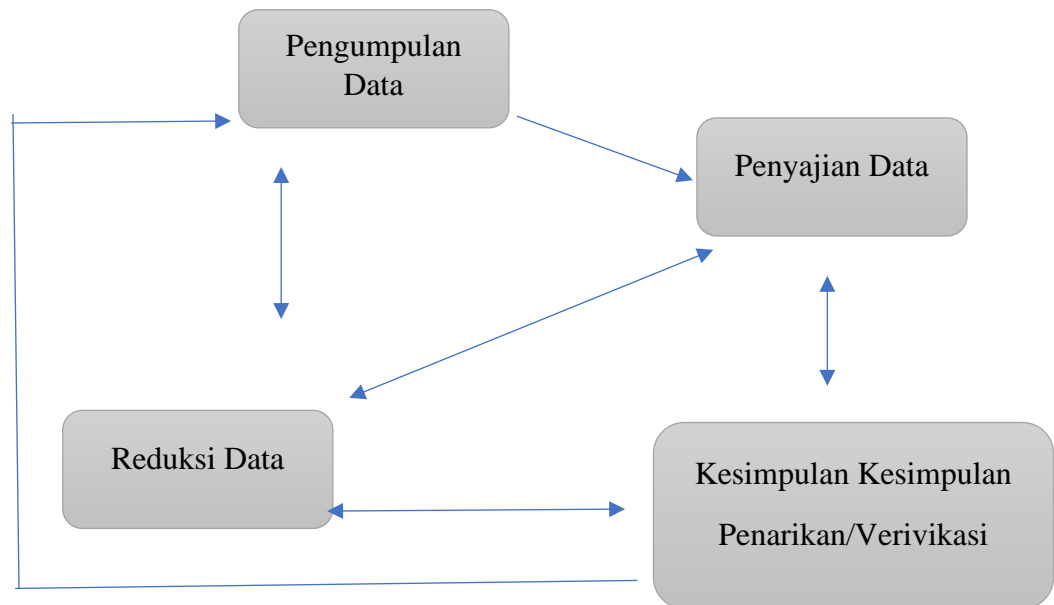 Pengumpulan
Data
Penyajian Data
Reduksi Data
Kesimpulan Kesimpulan
Penarikan/Verivikasi